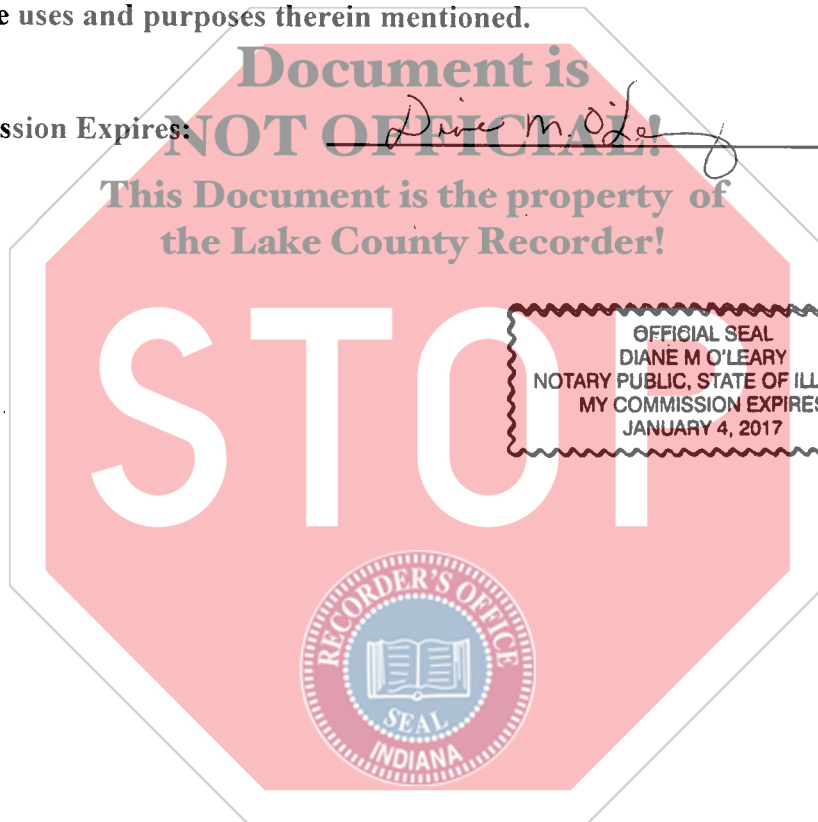 e uses and purposes therein mentioned.
Document is
NOT OFFICIAL!
ssion Expires:
Diane M. O'Leary
This Document is the property of
the Lake County Recorder!
STOP
OFFICIAL SEAL
DIANE M O'LEARY
NOTARY PUBLIC, STATE OF ILL
MY COMMISSION EXPIRES
JANUARY 4, 2017
RECORDER'S OFFICE
SEAL
INDIANA